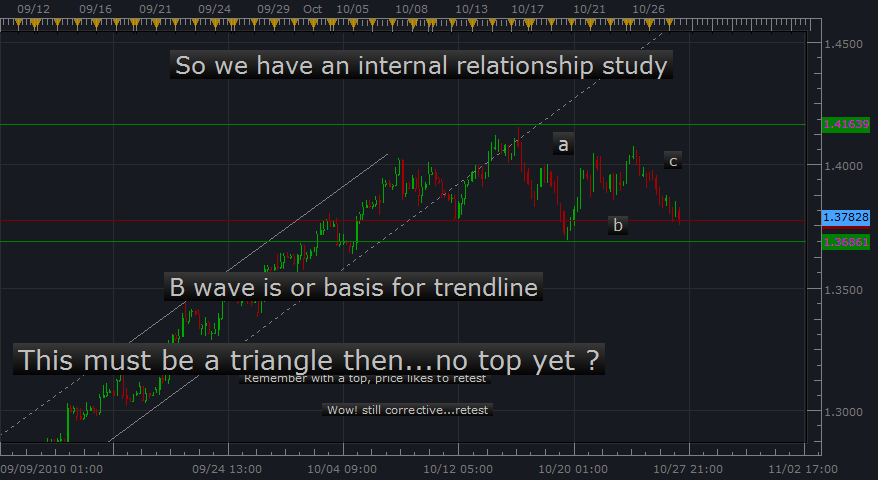 09/12 09/16 09/21 09/24 09/29 Oct 10/05 10/08 10/13 10/17 10/21 10/26
1.4500
So we have an internal relationship study
1.41639
a
c
1.4000
b
1.37828
1.36861
B wave is or basis for trendline
1.3500
This must be a triangle then...no top yet ?
Remember with a top, price likes to retest
Wow! still corrective...retest
1.3000
09/09/2010 01:00 09/24 13:00 10/04 09:00 10/12 05:00 10/20 01:00 10/27 21:00 11/02 17:00